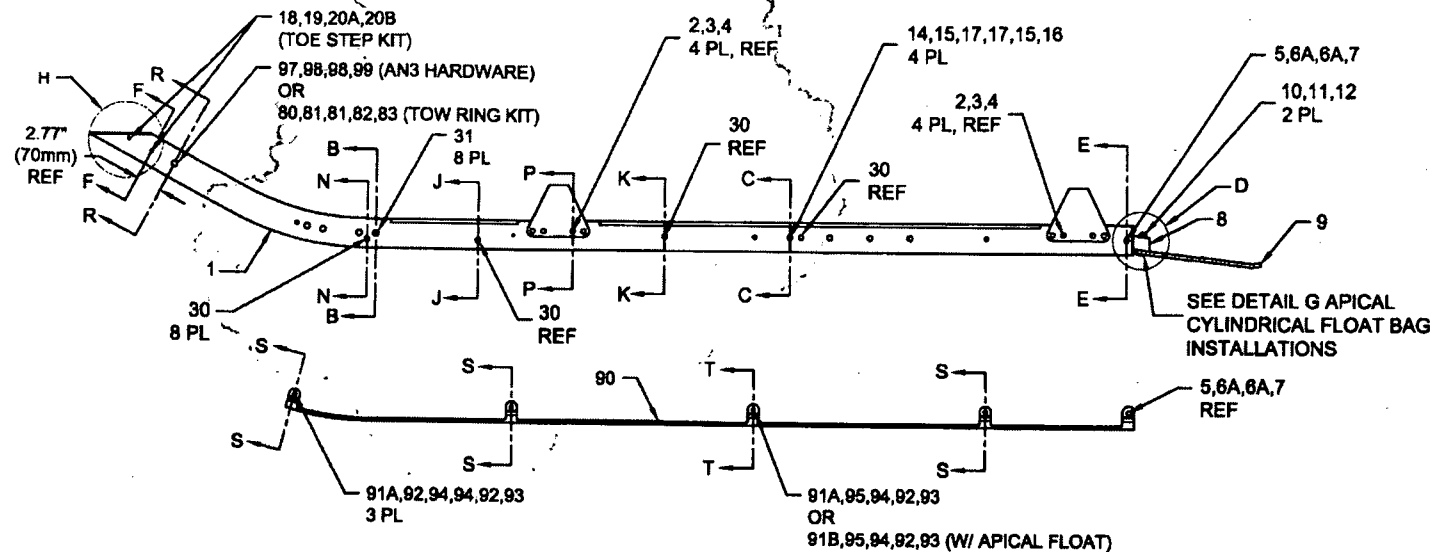 18,19,20A,20B
(TOE STEP KIT)
97,98,98,99 (AN3 HARDWARE)
OR
80,81,81,82,83 (TOW RING KIT)
2,3,4
4 PL, REF
14,15,17,17,15,16
4 PL
5,6A,6A,7
10,11,12
2 PL
2,3,4
4 PL, REF
H
R
F
2.77"
(70mm)
REF
F
R
31
8 PL
B
N
J
P
K
30
REF
C
30
REF
E
D
8
9
1
30
8 PL
N
B
J
30
REF
P
K
C
E
SEE DETAIL G APICAL
CYLINDRICAL FLOAT BAG
INSTALLATIONS
S
S
90
T
S
5,6A,6A,7
REF
S
S
T
S
91A,92,94,94,92,93
3 PL
91A,95,94,92,93
OR
91B,95,94,92,93 (W/ APICAL FLOAT)